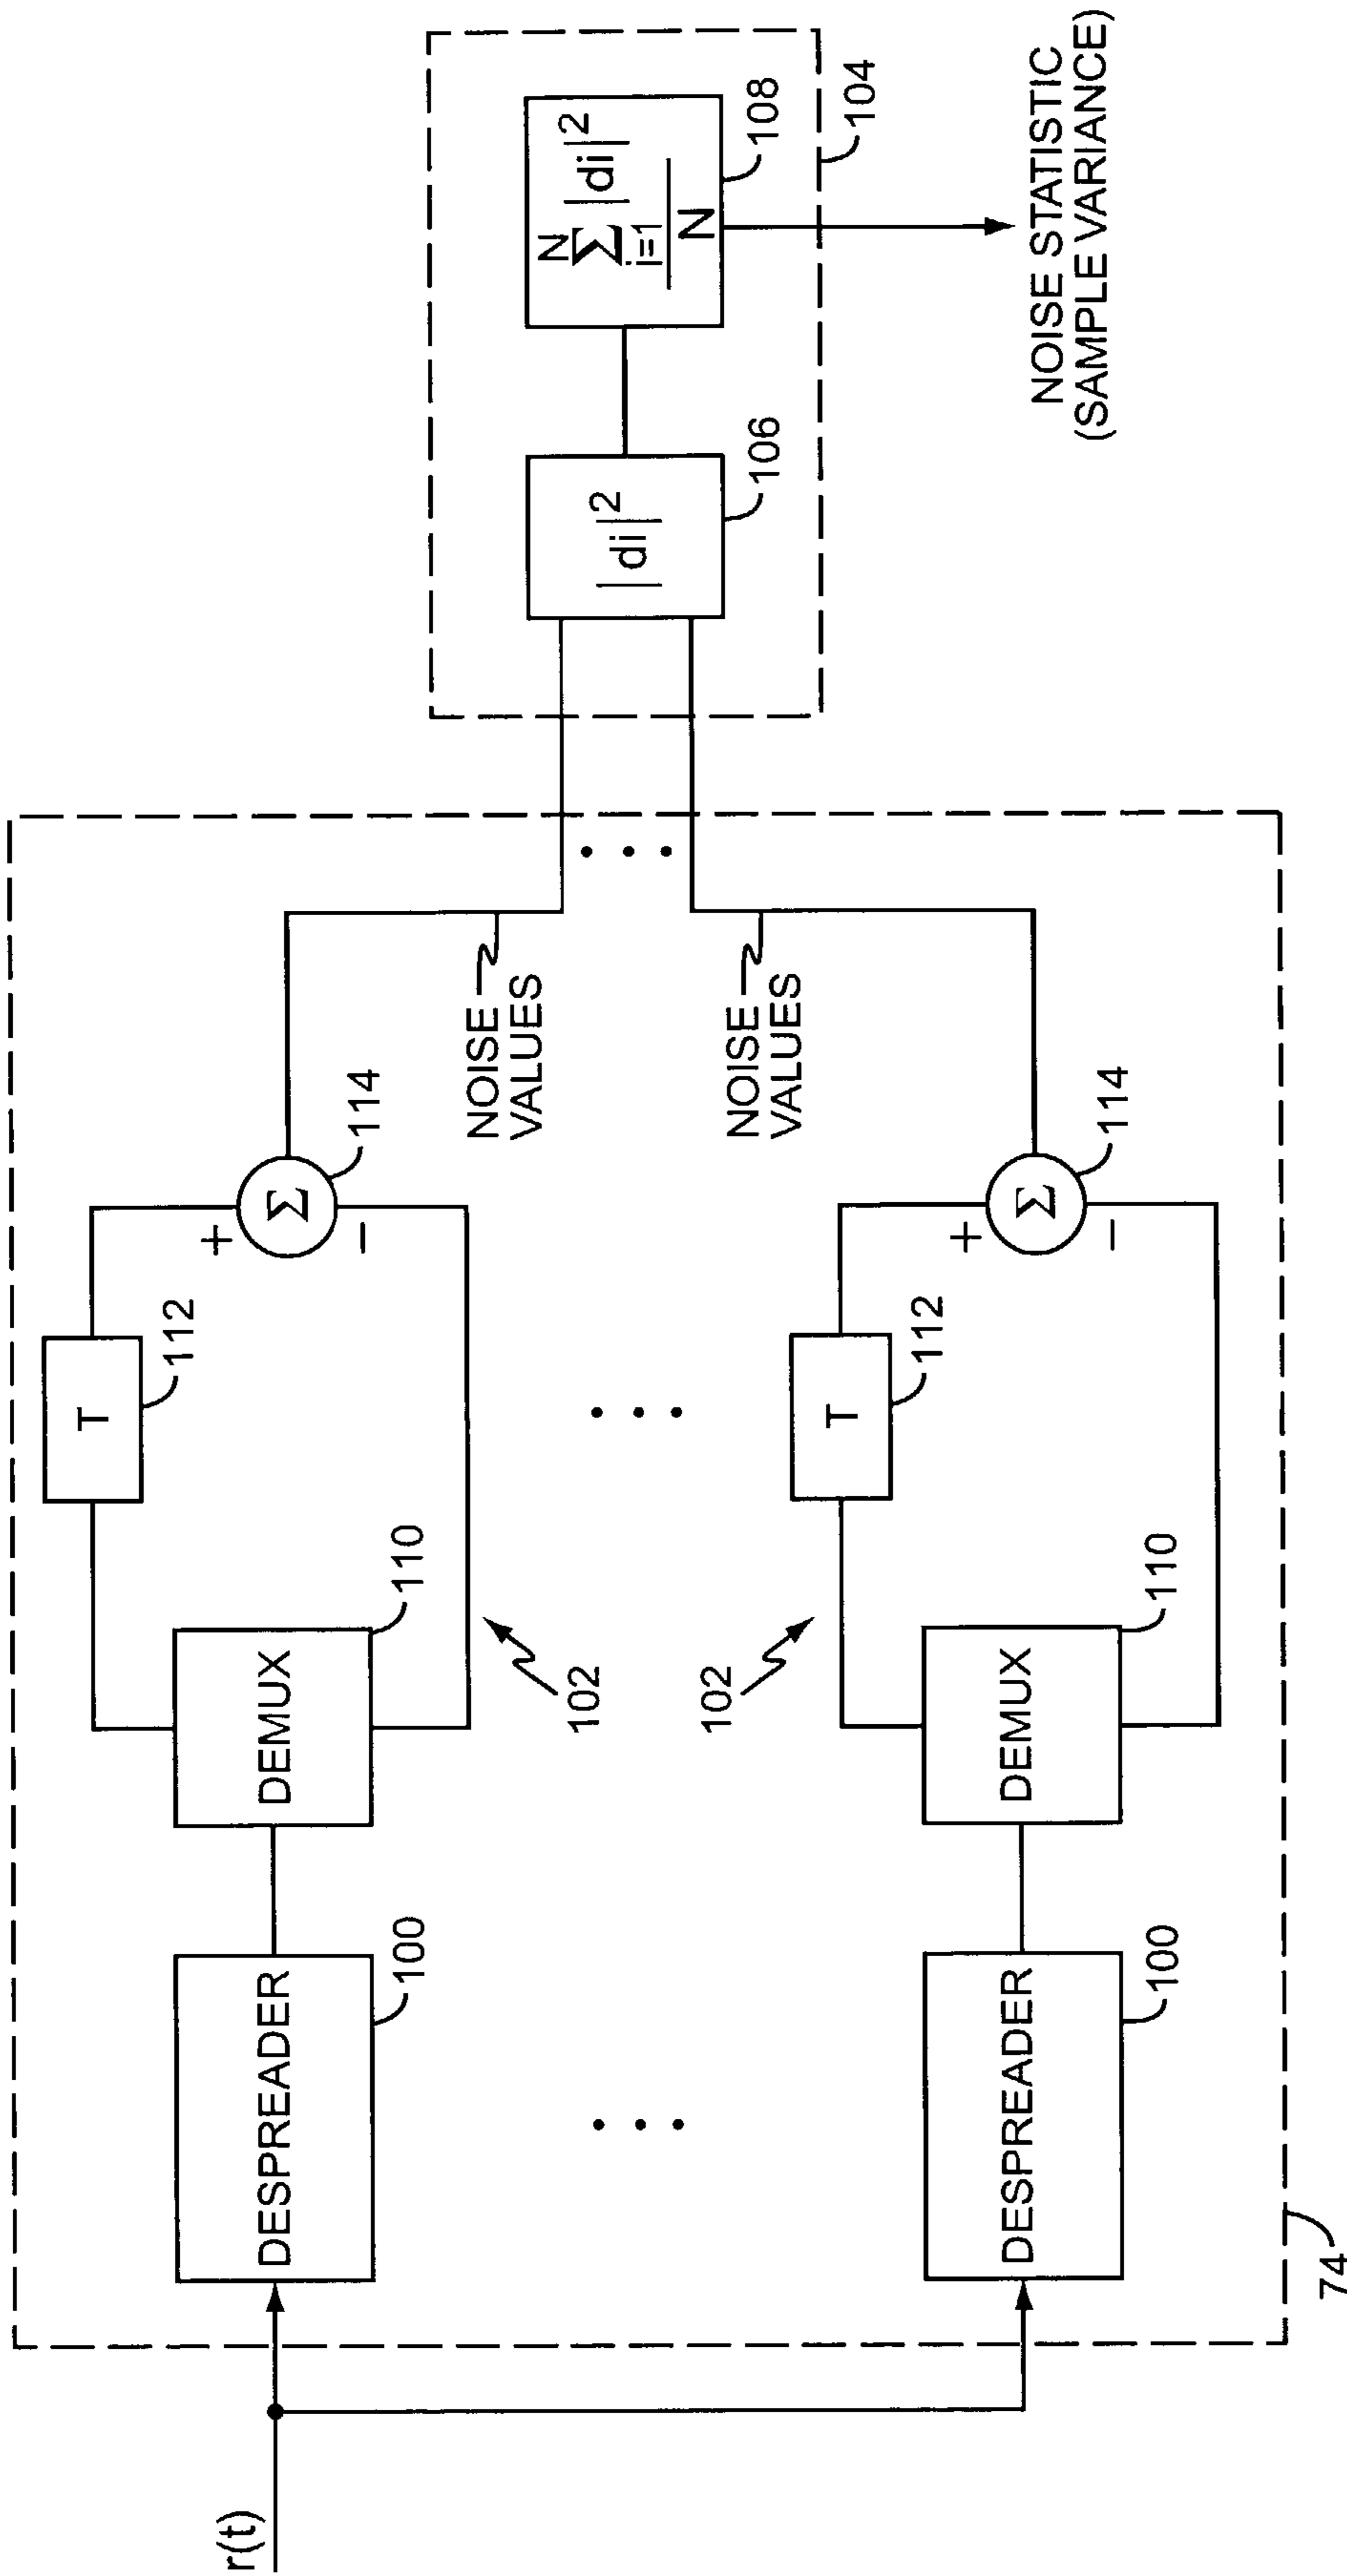 r(t)
DESPREADER
100
DEMUX
110
T
112
+
Σ
−
114
102
NOISE
VALUES
DESPREADER
100
DEMUX
110
T
112
+
Σ
−
114
102
NOISE
VALUES
74
|di|²
106
N
Σ |di|²
i=1
N
108
104
NOISE STATISTIC
(SAMPLE VARIANCE)